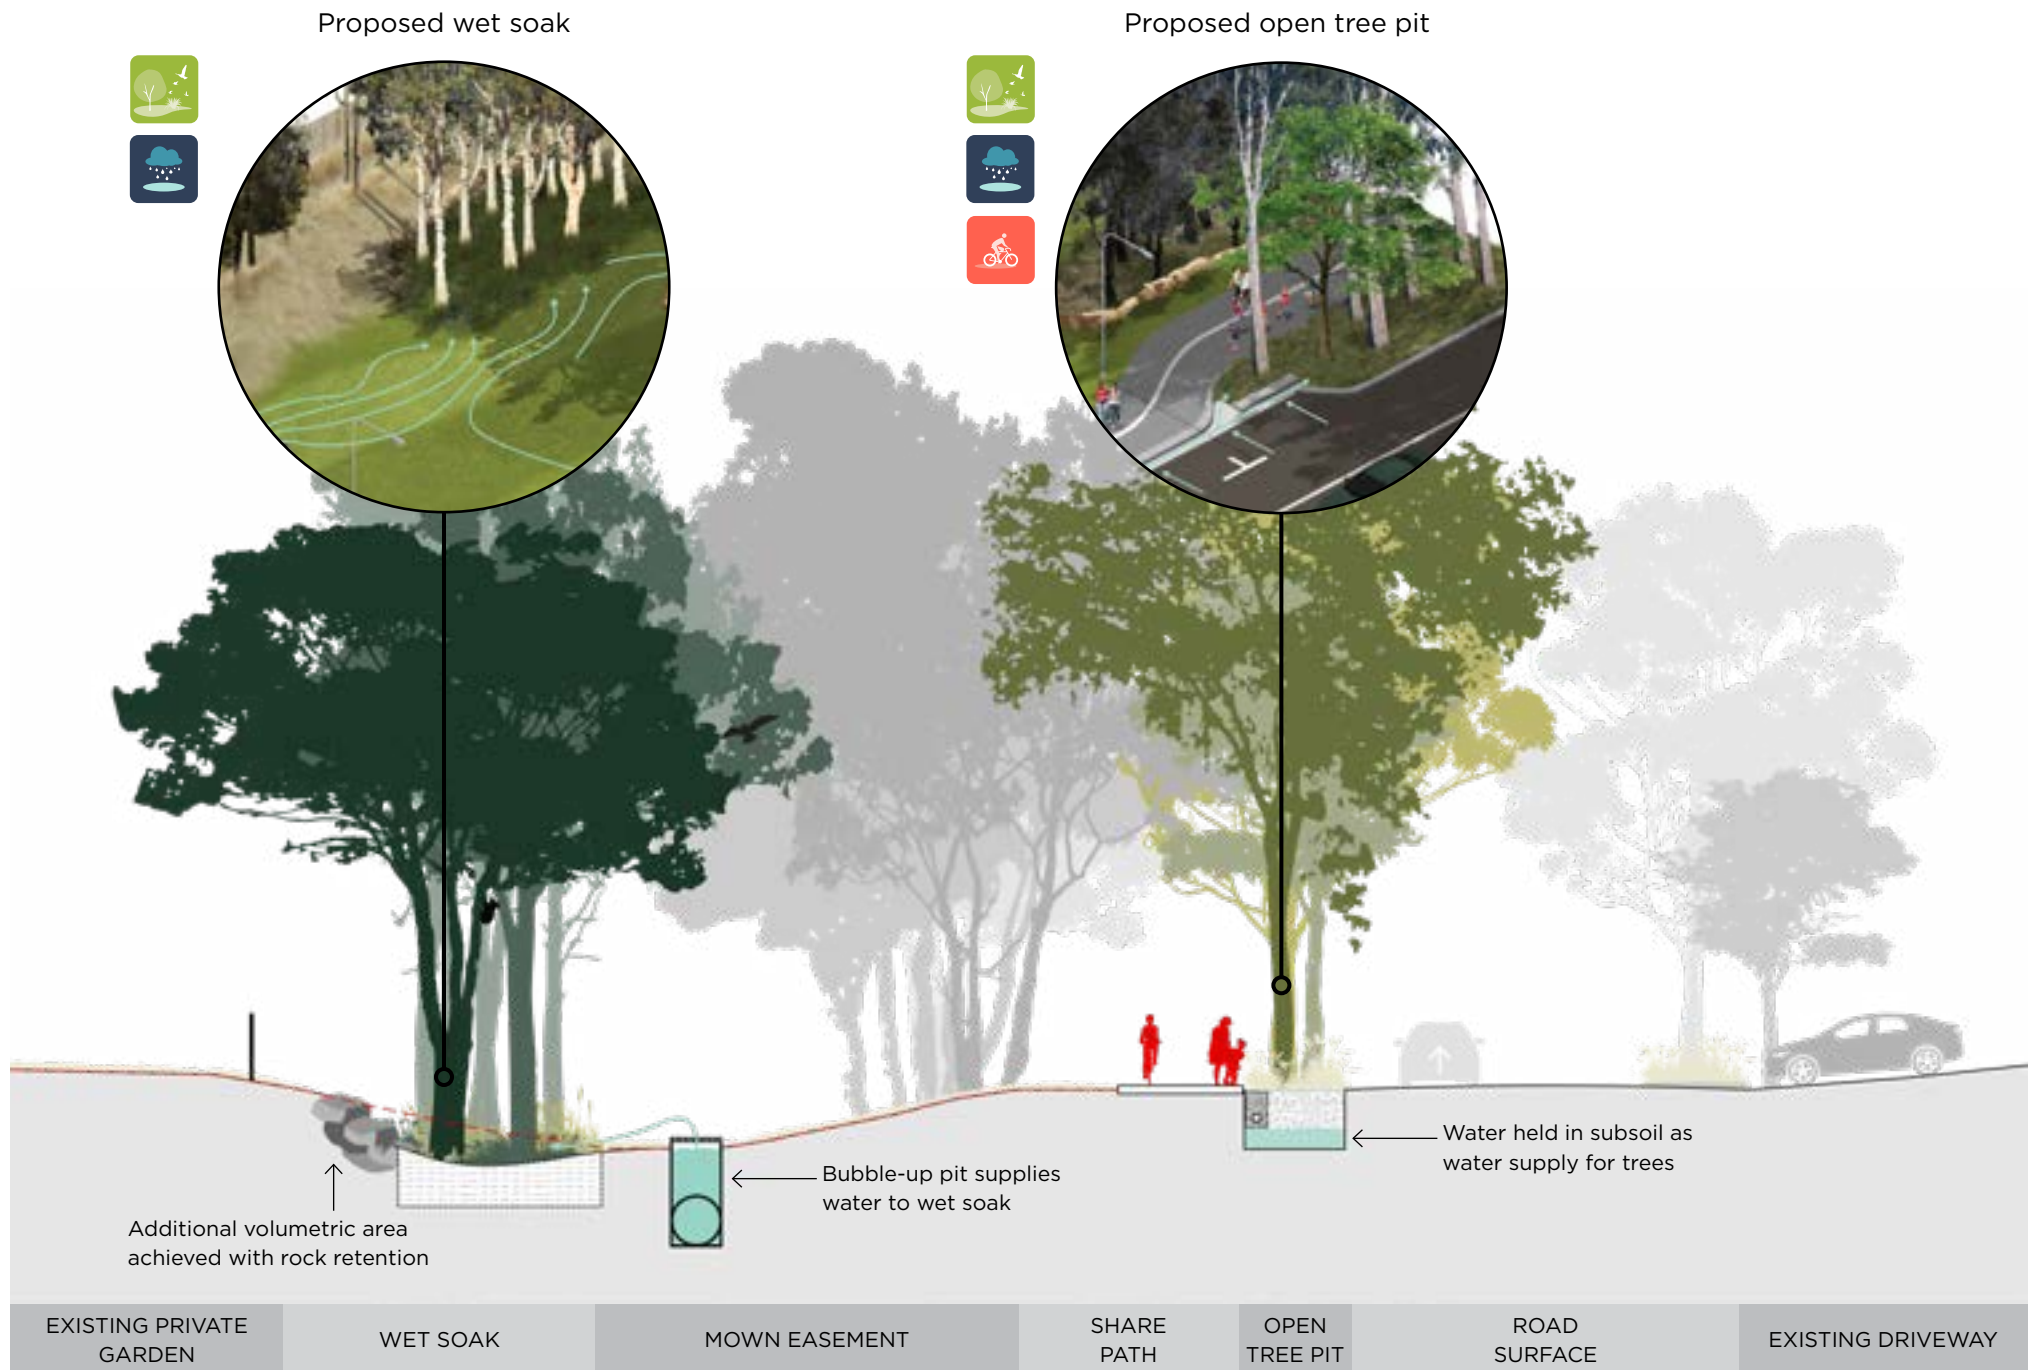 Proposed wet soak
Proposed open tree pit
Water held in subsoil as
water supply for trees
Bubble-up pit supplies
water to wet soak
Additional volumetric area
achieved with rock retention
EXISTING PRIVATE
GARDEN
WET SOAK
MOWN EASEMENT
SHARE
PATH
OPEN
TREE PIT
ROAD
SURFACE
EXISTING DRIVEWAY